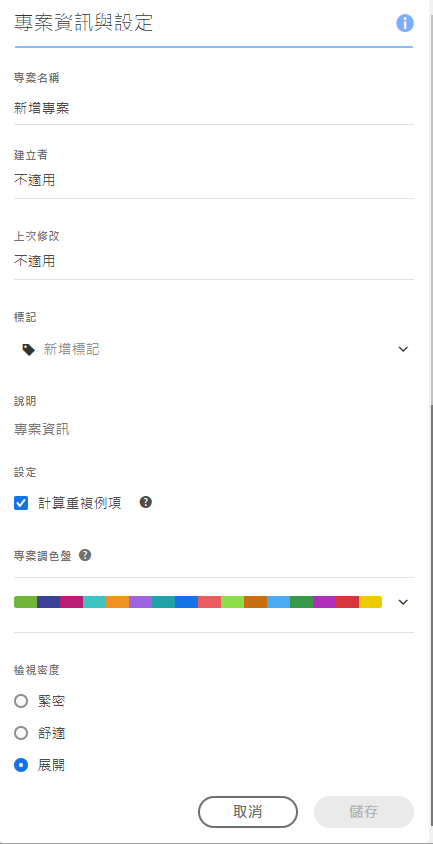 專案資訊與設定
專案名稱
新增專案
建立者
不適用
上次修改
不適用
標記
新增標記
說明
專案資訊
設定
計算重複例項
專案調色盤
檢視密度
緊密
舒適
展開
取消
儲存